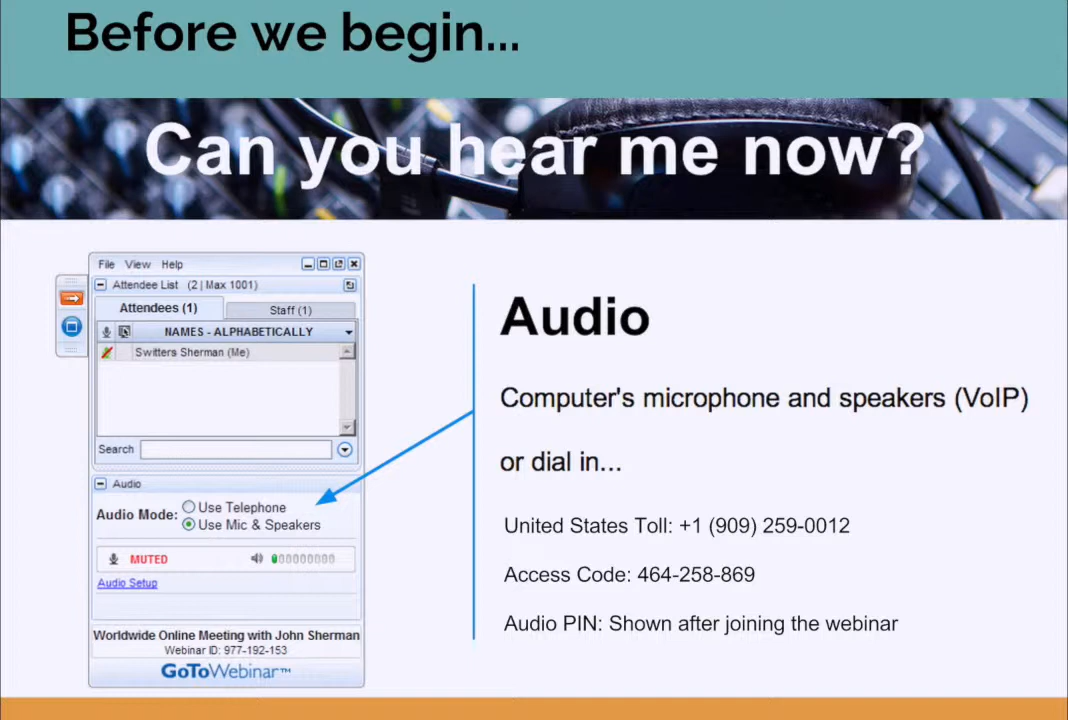 Before we begin...
Can you hear me now?
File View Help
Attendee List (2 | Max 1001)
Attendees (1)
Staff (1)
NAMES - ALPHABETICALLY
Switters Sherman (Me)
Search
Audio
Audio Mode:
Use Telephone
Use Mic & Speakers
MUTED
Audio Setup
Worldwide Online Meeting with John Sherman
Webinar ID: 977-192-153
GoToWebinar™
Audio
Computer's microphone and speakers (VoIP)
or dial in...
United States Toll: +1 (909) 259-0012
Access Code: 464-258-869
Audio PIN: Shown after joining the webinar